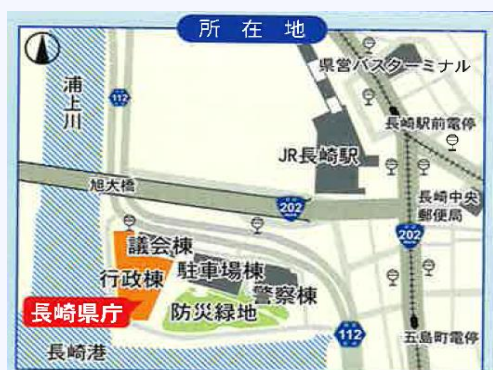 所在地
浦上川
112
県営バスターミナル
長崎駅前電停
JR長崎駅
旭大橋
202
長崎中央
郵便局
202
議会棟
行政棟
駐車場棟
警察棟
長崎県庁
防災緑地
112
五島町電停
長崎港